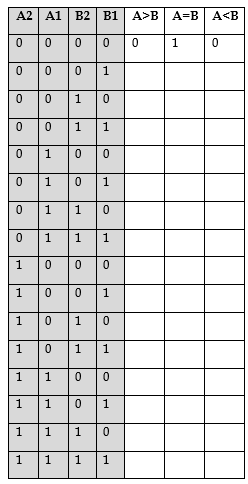 A2 A1 B2 B1 A>B A=B A<B
0 0 0 0 0 1 0
0 0 0 1
0 0 1 0
0 0 1 1
0 1 0 0
0 1 0 1
0 1 1 0
0 1 1 1
1 0 0 0
1 0 0 1
1 0 1 0
1 0 1 1
1 1 0 0
1 1 0 1
1 1 1 0
1 1 1 1